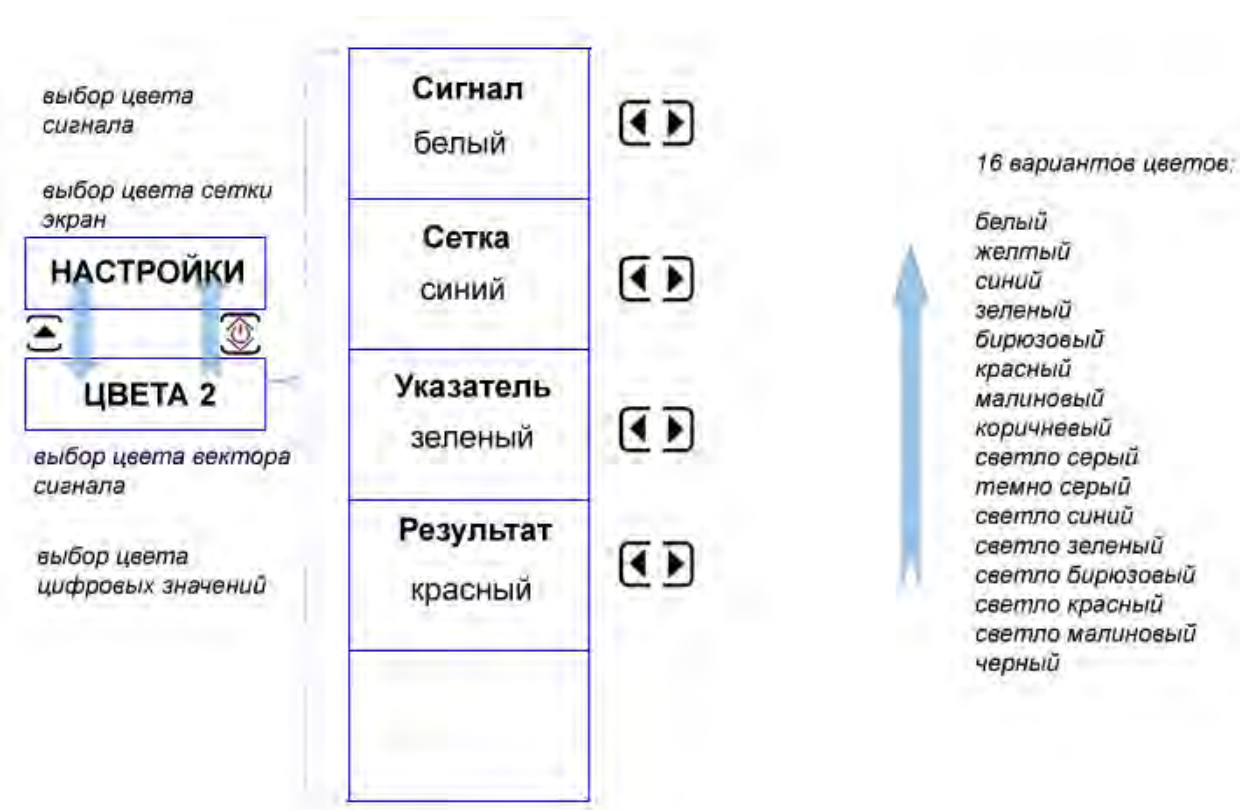 выбор цвета
сигнала
выбор цвета сетки
экран
НАСТРОЙКИ
ЦВЕТА 2
выбор цвета вектора
сигнала
выбор цвета
цифровых значений
Сигнал
белый
Сетка
синий
Указатель
зеленый
Результат
красный
16 вариантов цветов:
белый
желтый
синий
зеленый
бирюзовый
красный
малиновый
коричневый
светло серый
темно серый
светло синий
светло зеленый
светло бирюзовый
светло красный
светло малиновый
черный